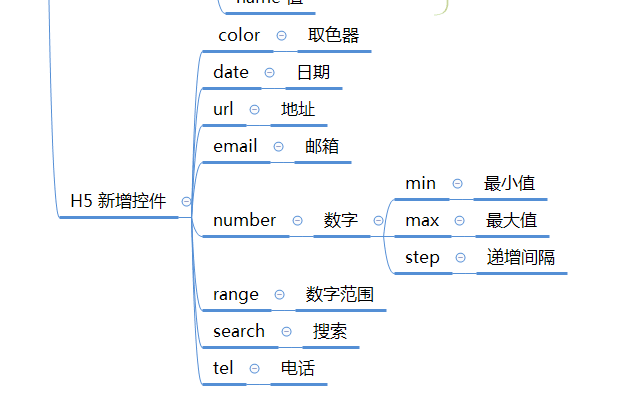 name 值
color 取色器
date 日期
url 地址
email 邮箱
H5 新增控件
number 数字
min 最小值
max 最大值
step 递增间隔
range 数字范围
search 搜索
tel 电话